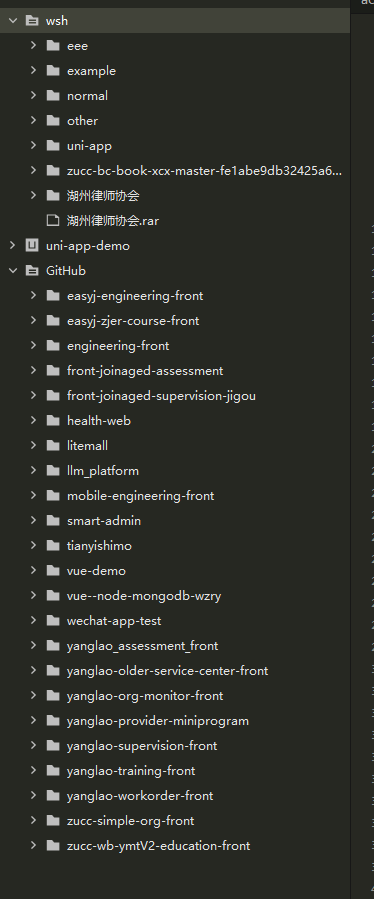 wsh
eee
example
normal
other
uni-app
zucc-bc-book-xcx-master-fe1abe9db32425a6...
湖州律师协会
湖州律师协会.rar
uni-app-demo
GitHub
easyj-engineering-front
easyj-zjer-course-front
engineering-front
front-joinaged-assessment
front-joinaged-supervision-jigou
health-web
litemall
llm_platform
mobile-engineering-front
smart-admin
tianyishimo
vue-demo
vue--node-mongodb-wzry
wechat-app-test
yanglao_assessment_front
yanglao-older-service-center-front
yanglao-org-monitor-front
yanglao-provider-miniprogram
yanglao-supervision-front
yanglao-training-front
yanglao-workorder-front
zucc-simple-org-front
zucc-wb-ymtV2-education-front